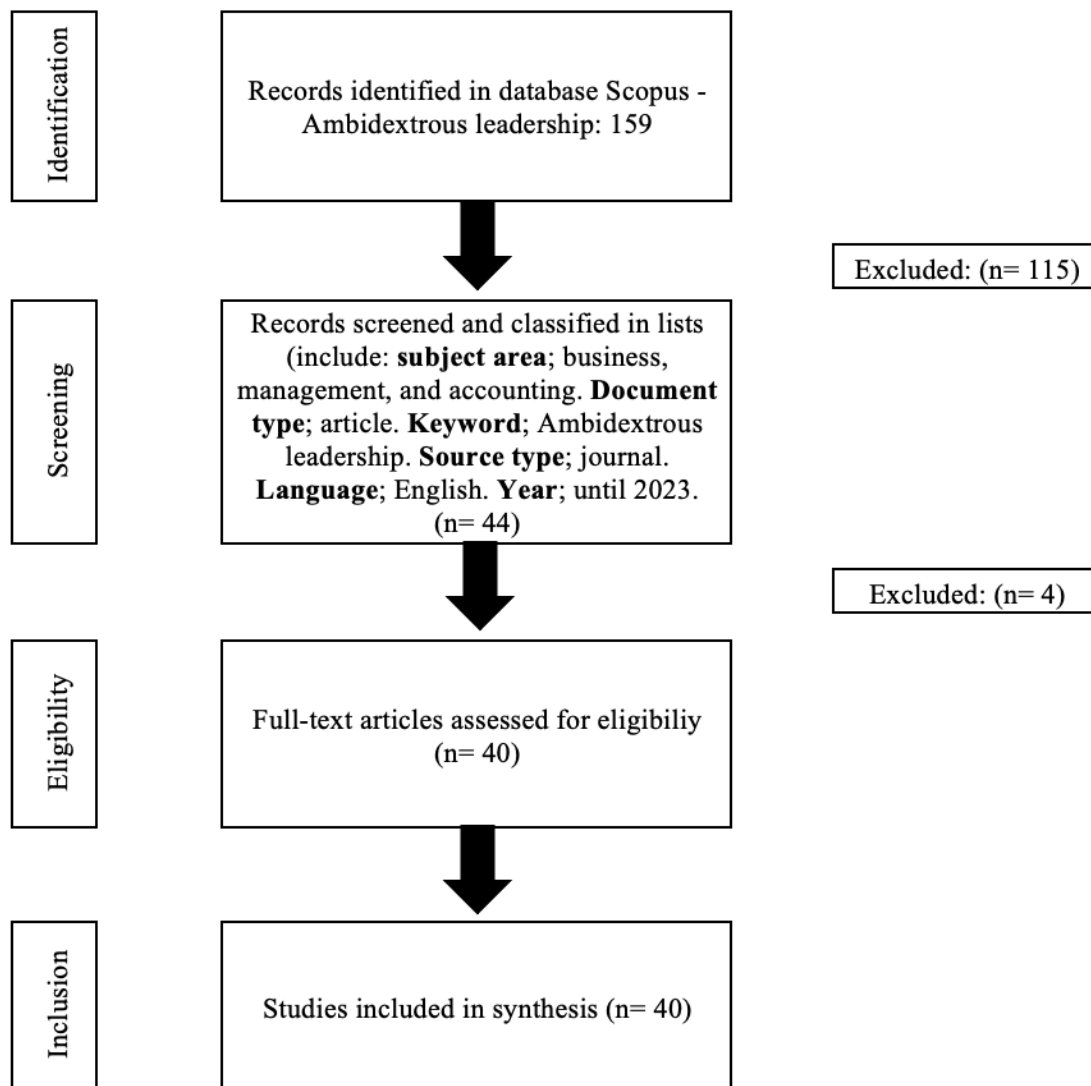 Identification
Records identified in database Scopus -
Ambidextrous leadership: 159
Excluded: (n= 115)
Screening
Records screened and classified in lists
(include: subject area; business,
management, and accounting. Document
type; article. Keyword; Ambidextrous
leadership. Source type; journal.
Language; English. Year; until 2023.
(n= 44)
Excluded: (n= 4)
Eligibility
Full-text articles assessed for eligibiliy
(n= 40)
Inclusion
Studies included in synthesis (n= 40)